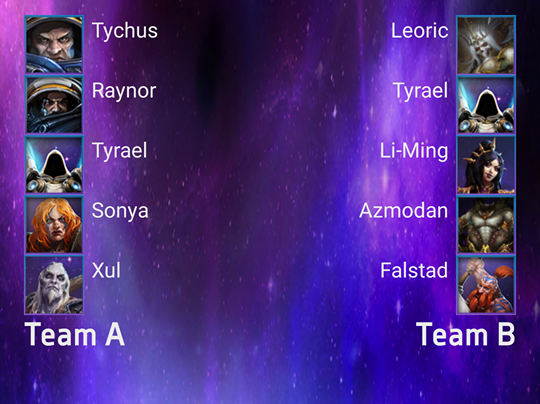 Tychus
Leoric
Raynor
Tyrael
Tyrael
Li-Ming
Sonya
Azmodan
Xul
Falstad
Team A
Team B